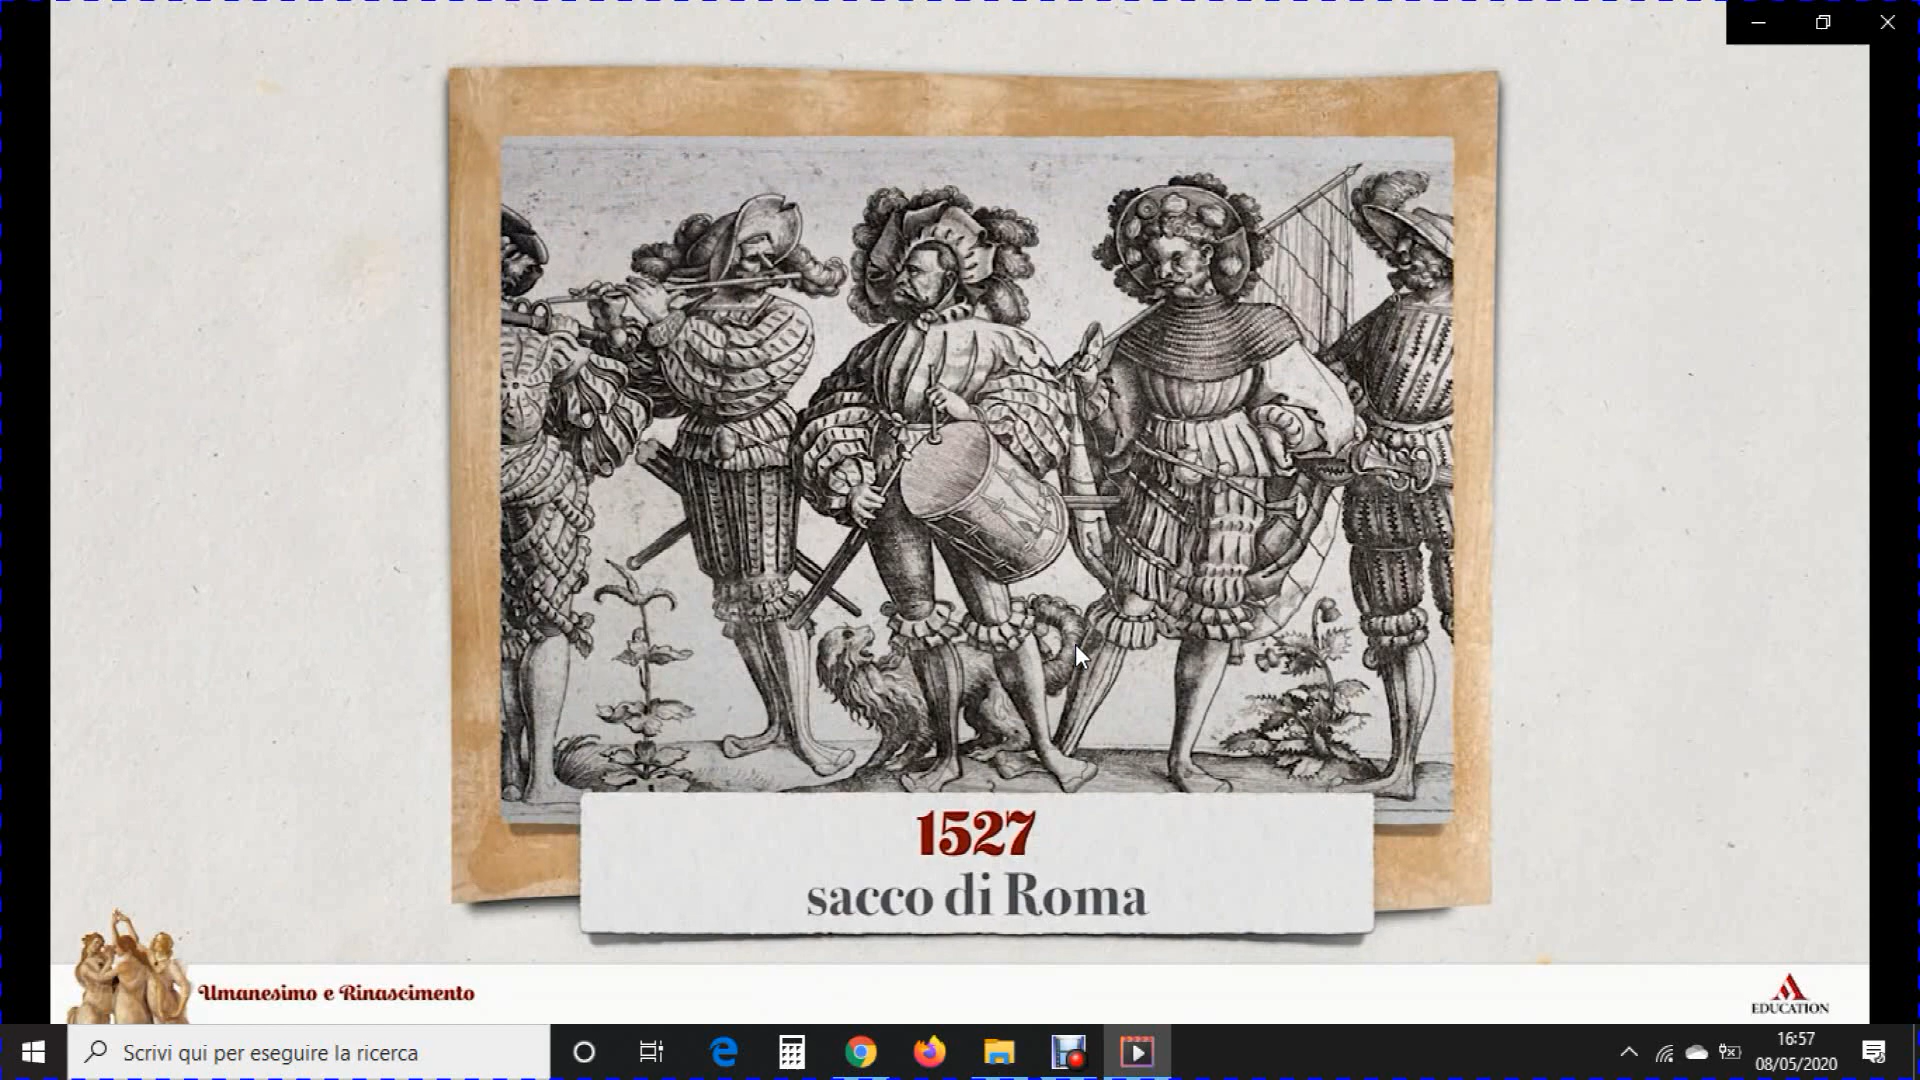 1527
sacco di Roma
Umanesimo e Rinascimento
EDUCATION
Scrivi qui per eseguire la ricerca
16:57
08/05/2020